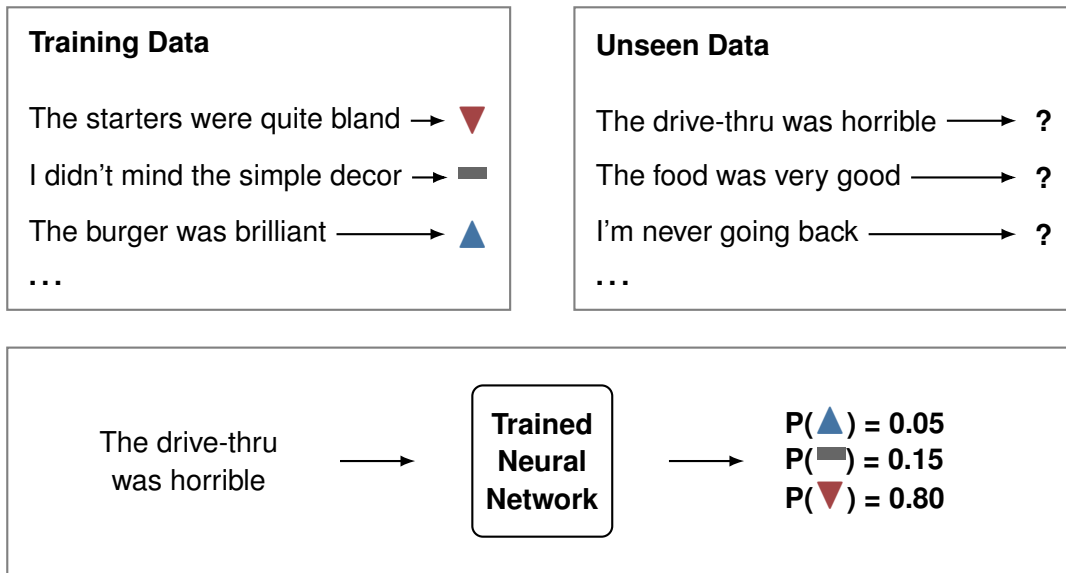 Training Data
The starters were quite bland
I didn't mind the simple decor
The burger was brilliant
...
Unseen Data
The drive-thru was horrible ?
The food was very good ?
I'm never going back ?
...
The drive-thru
was horrible
Trained
Neural
Network
P( ) = 0.05
P( ) = 0.15
P( ) = 0.80